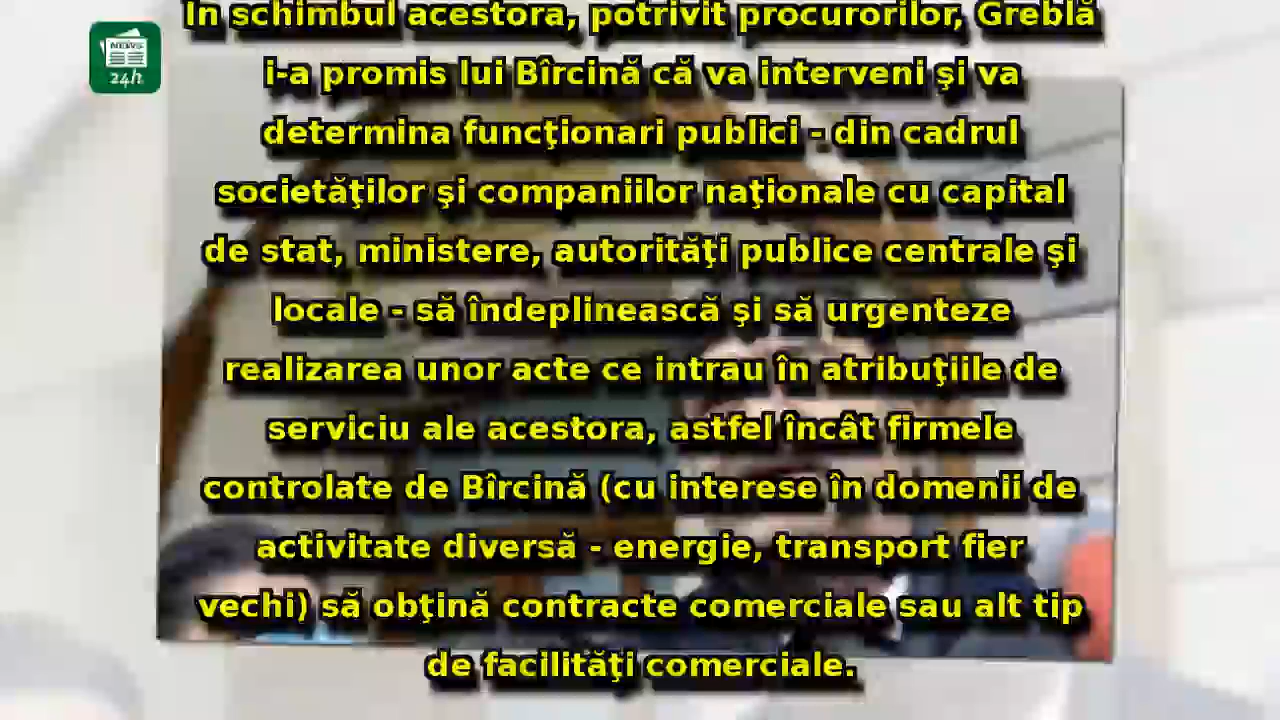 NEWS
24h
În schimbul acestora, potrivit procurorilor, Greblă
i-a promis lui Bîrcină că va interveni şi va
determina funcţionari publici - din cadrul
societăţilor şi companiilor naţionale cu capital
de stat, ministere, autorităţi publice centrale şi
locale - să îndeplinească şi să urgenteze
realizarea unor acte ce intrau în atribuţiile de
serviciu ale acestora, astfel încât firmele
controlate de Bîrcină (cu interese în domenii de
activitate diversă - energie, transport fier
vechi) să obţină contracte comerciale sau alt tip
de facilităţi comerciale.